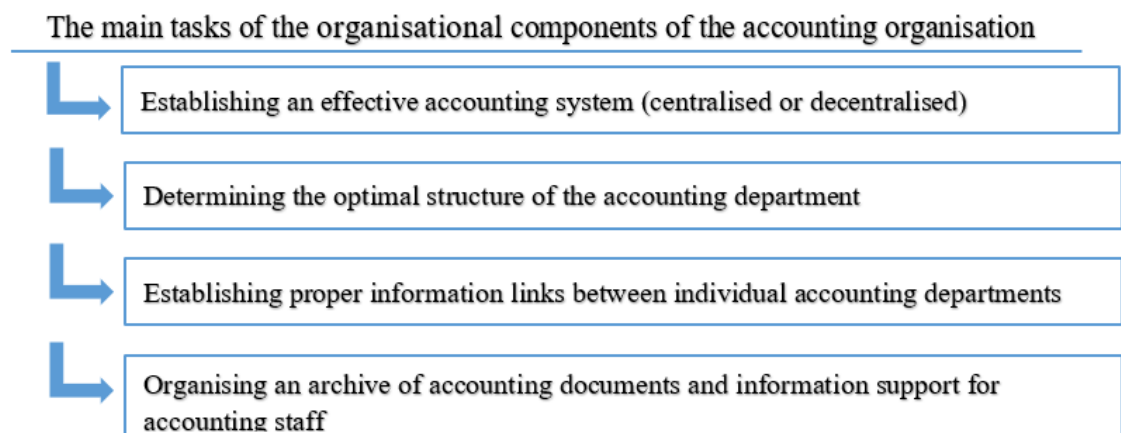 The main tasks of the organisational components of the accounting organisation
Establishing an effective accounting system (centralised or decentralised)
Determining the optimal structure of the accounting department
Establishing proper information links between individual accounting departments
Organising an archive of accounting documents and information support for
accounting staff